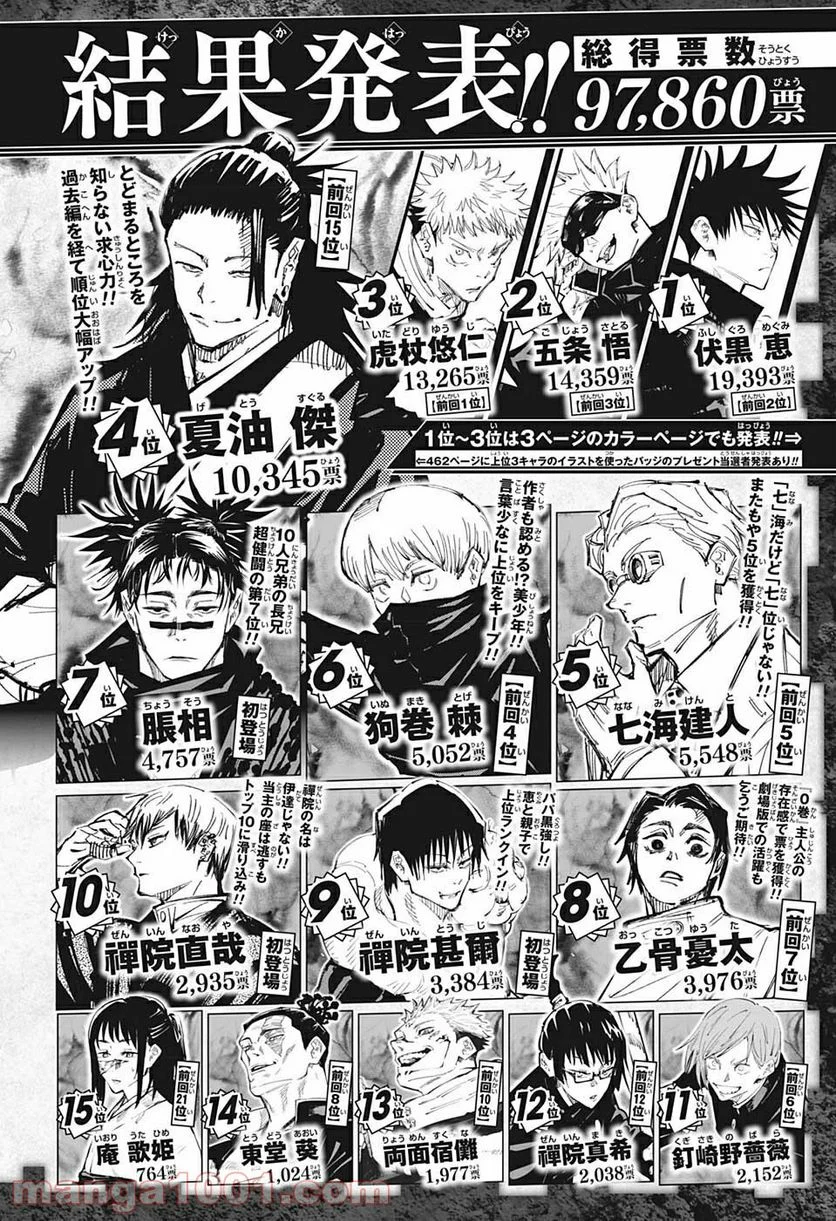 結果発表!!
総得票数
97,860票
1位
伏黒 恵
19,393票
【前回2位】
2位
五条 悟
14,359票
【前回3位】
3位
虎杖悠仁
13,265票
【前回1位】
【前回15位】
とどまるところを
知らない求心力!!
過去編を経て順位大幅アップ!!
4位
夏油 傑
10,345票
1位~3位は3ページのカラーページでも発表!!⇒
⇐462ページに上位3キャラのイラストを使ったバッジのプレゼント当選者発表あり!!
「七」海だけど「七」位じゃない!!
またもや5位を獲得!!
5位
七海建人
5,548票
【前回5位】
作者も認める!?美少年!!
言葉少なに上位をキープ!!
6位
狗巻 棘
5,052票
【前回4位】
10人兄弟の長兄
超健闘の第7位!!
7位
脹相
4,757票
初登場
『0巻』主人公の
存在感で票を獲得!!
劇場版での活躍も
乞うご期待!!
8位
乙骨憂太
3,976票
【前回7位】
パパ黒強し!!
恵と親子で
上位ランクイン!!
9位
禪院甚爾
3,384票
初登場
禪院の名は
伊達じゃない!!
当主の座は逃すも
トップ10に滑り込み!!
10位
禪院直哉
2,935票
初登場
11位
釘崎野薔薇
2,152票
【前回6位】
12位
禪院真希
2,038票
【前回12位】
13位
両面宿儺
1,977票
【前回10位】
14位
東堂 葵
1,024票
【前回8位】
15位
庵 歌姫
764票
【前回21位】
manga1001.com